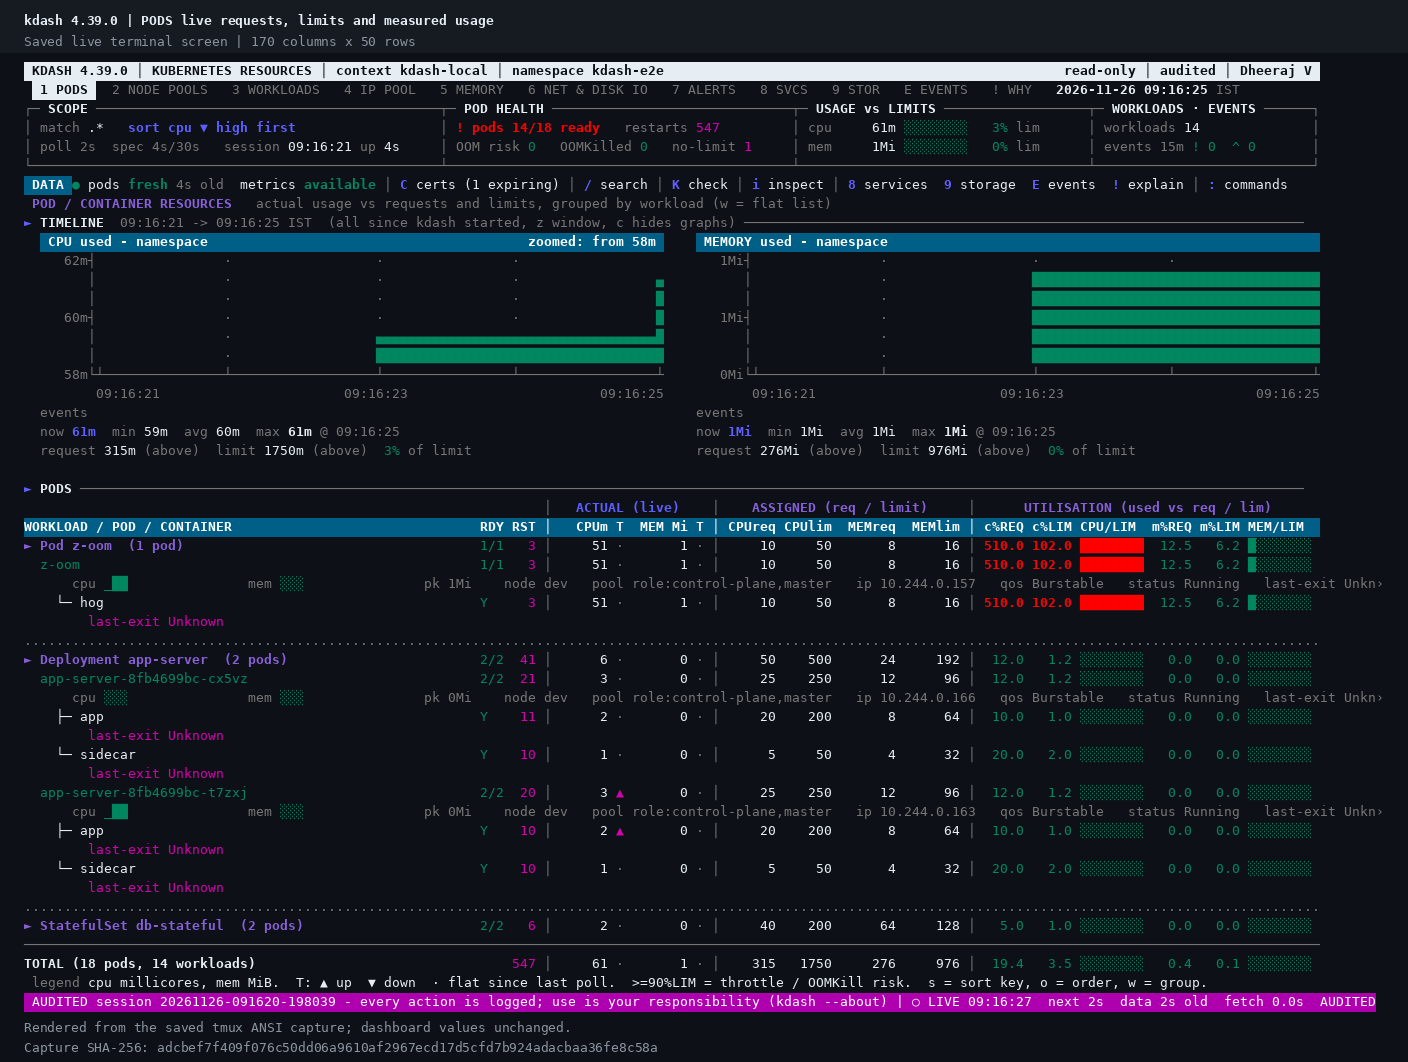 kdash 4.39.0 | PODS live requests, limits and measured usage
Saved live terminal screen | 170 columns x 50 rows
KDASH 4.39.0 │ KUBERNETES RESOURCES │ context kdash-local │ namespace kdash-e2e read-only │ audited │ Dheeraj V
1 PODS 2 NODE POOLS 3 WORKLOADS 4 IP POOL 5 MEMORY 6 NET & DISK IO 7 ALERTS 8 SVCS 9 STOR E EVENTS ! WHY 2026-11-26 09:16:25 IST
SCOPE POD HEALTH USAGE vs LIMITS WORKLOADS · EVENTS
match .* sort cpu ▼ high first │ ! pods 14/18 ready restarts 547 │ cpu 61m 3% lim │ workloads 14
poll 2s spec 4s/30s session 09:16:21 up 4s │ OOM risk 0 OOMKilled 0 no-limit 1 │ mem 1Mi 0% lim │ events 15m ! 0 ^ 0
DATA ● pods fresh 4s old metrics available │ C certs (1 expiring) │ / search │ K check │ i inspect │ 8 services 9 storage E events ! explain │ : commands
POD / CONTAINER RESOURCES actual usage vs requests and limits, grouped by workload (w = flat list)
► TIMELINE 09:16:21 -> 09:16:25 IST (all since kdash started, z window, c hides graphs)
CPU used - namespace zoomed: from 58m MEMORY used - namespace
62m 1Mi
60m 1Mi
58m 0Mi
09:16:21 09:16:23 09:16:25 09:16:21 09:16:23 09:16:25
events events
now 61m min 59m avg 60m max 61m @ 09:16:25 now 1Mi min 1Mi avg 1Mi max 1Mi @ 09:16:25
request 315m (above) limit 1750m (above) 3% of limit request 276Mi (above) limit 976Mi (above) 0% of limit
► PODS
│ ACTUAL (live) │ ASSIGNED (req / limit) │ UTILISATION (used vs req / lim)
WORKLOAD / POD / CONTAINER RDY RST │ CPUm T MEM Mi T │ CPUreq CPUlim MEMreq MEMlim │ c%REQ c%LIM CPU/LIM m%REQ m%LIM MEM/LIM
► Pod z-oom (1 pod) 1/1 3 │ 51 · 1 · │ 10 50 8 16 │ 510.0 102.0 12.5 6.2
z-oom 1/1 3 │ 51 · 1 · │ 10 50 8 16 │ 510.0 102.0 12.5 6.2
cpu mem pk 1Mi node dev pool role:control-plane,master ip 10.244.0.157 qos Burstable status Running last-exit Unkn›
└─ hog Y 3 │ 51 · 1 · │ 10 50 8 16 │ 510.0 102.0 12.5 6.2
last-exit Unknown
► Deployment app-server (2 pods) 2/2 41 │ 6 · 0 · │ 50 500 24 192 │ 12.0 1.2 0.0 0.0
app-server-8fb4699bc-cx5vz 2/2 21 │ 3 · 0 · │ 25 250 12 96 │ 12.0 1.2 0.0 0.0
cpu mem pk 0Mi node dev pool role:control-plane,master ip 10.244.0.166 qos Burstable status Running last-exit Unkn›
├─ app Y 11 │ 2 · 0 · │ 20 200 8 64 │ 10.0 1.0 0.0 0.0
last-exit Unknown
└─ sidecar Y 10 │ 1 · 0 · │ 5 50 4 32 │ 20.0 2.0 0.0 0.0
last-exit Unknown
app-server-8fb4699bc-t7zxj 2/2 20 │ 3 ▲ 0 · │ 25 250 12 96 │ 12.0 1.2 0.0 0.0
cpu mem pk 0Mi node dev pool role:control-plane,master ip 10.244.0.163 qos Burstable status Running last-exit Unkn›
├─ app Y 10 │ 2 ▲ 0 · │ 20 200 8 64 │ 10.0 1.0 0.0 0.0
last-exit Unknown
└─ sidecar Y 10 │ 1 · 0 · │ 5 50 4 32 │ 20.0 2.0 0.0 0.0
last-exit Unknown
► StatefulSet db-stateful (2 pods) 2/2 6 │ 2 · 0 · │ 40 200 64 128 │ 5.0 1.0 0.0 0.0
TOTAL (18 pods, 14 workloads) 547 │ 61 · 1 · │ 315 1750 276 976 │ 19.4 3.5 0.4 0.1
legend cpu millicores, mem MiB. T: ▲ up ▼ down · flat since last poll. >=90%LIM = throttle / OOMKill risk. s = sort key, o = order, w = group.
AUDITED session 20261126-091620-198039 - every action is logged; use is your responsibility (kdash --about) | ○ LIVE 09:16:27 next 2s data 2s old fetch 0.0s AUDITED
Rendered from the saved tmux ANSI capture; dashboard values unchanged.
Capture SHA-256: adcbef7f409f076c50dd06a9610af2967ecd17d5cfd7b924adacbaa36fe8c58a